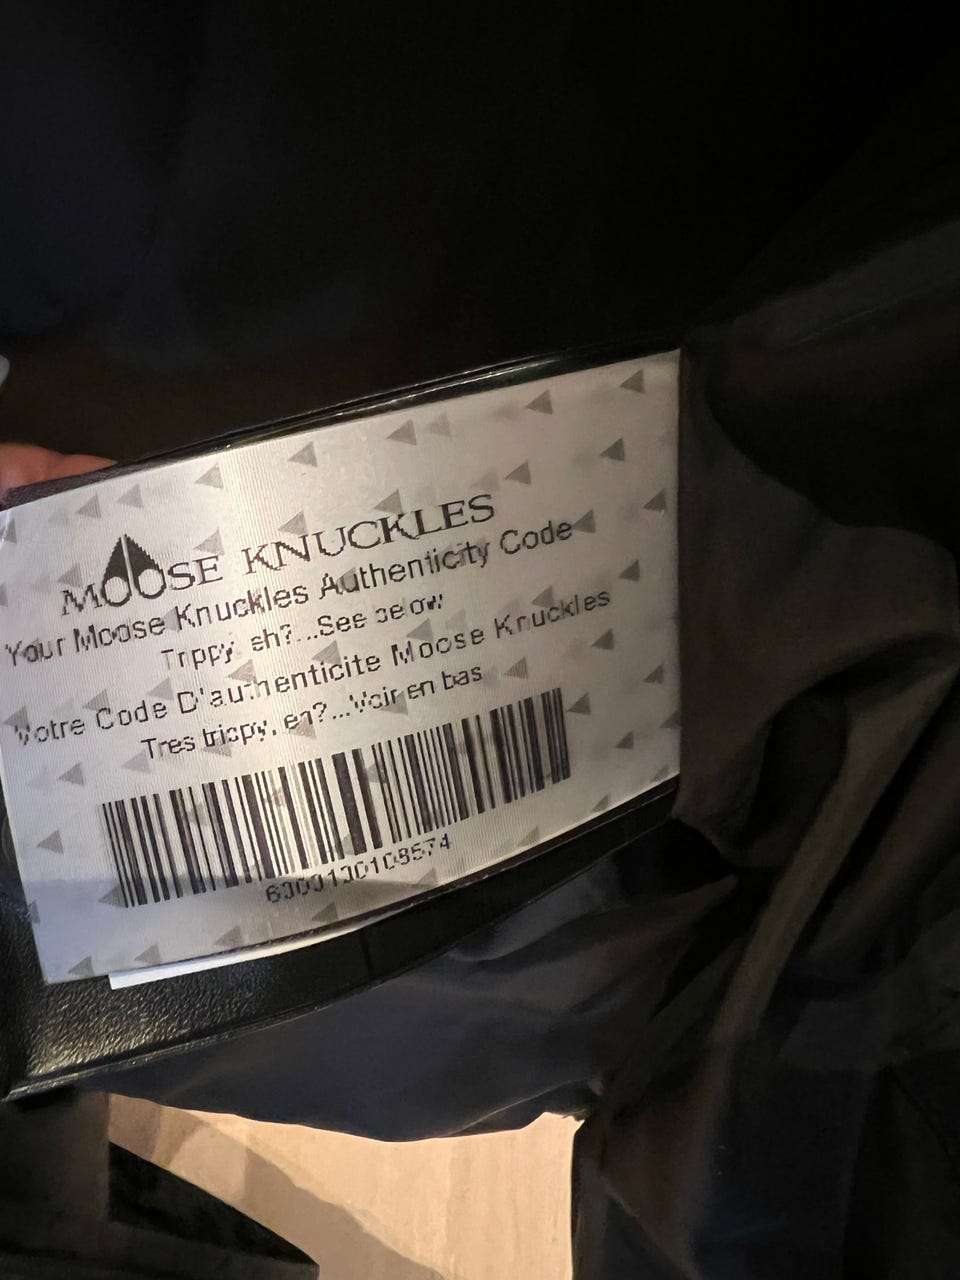 MOOSE KNUCKLES
Your Moose Knuckles Authenticity Code
Trippy, eh?...See below
Votre Code D'authenticite Moose Knuckles
Tres trippy, eh?...Voir en bas